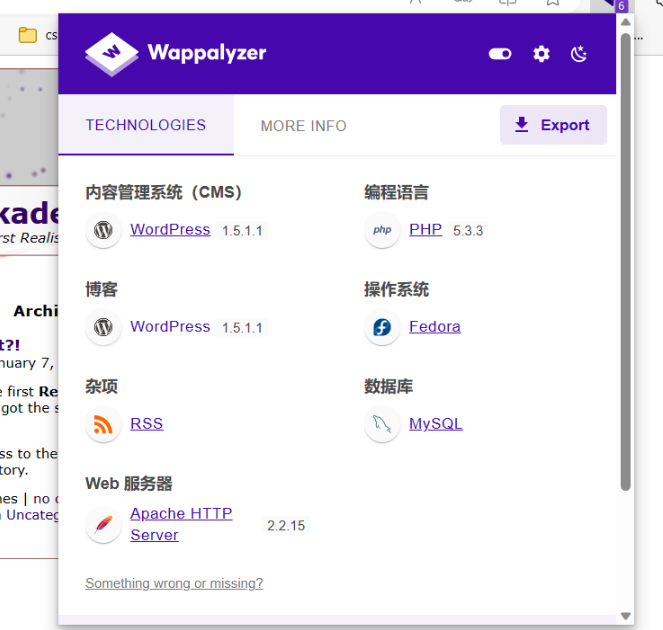 6
cs
...
Wappalyzer
TECHNOLOGIES
MORE INFO
Export
内容管理系统（CMS）
WordPress 1.5.1.1
编程语言
php PHP 5.3.3
博客
WordPress 1.5.1.1
操作系统
Fedora
杂项
RSS
数据库
MySQL
Web 服务器
Apache HTTP
Server 2.2.15
Something wrong or missing?
kade
rst Realis
Archi
t?!
nuary 7,
e first Re
got the s
ss to the
tory.
nes | no c
Uncateg